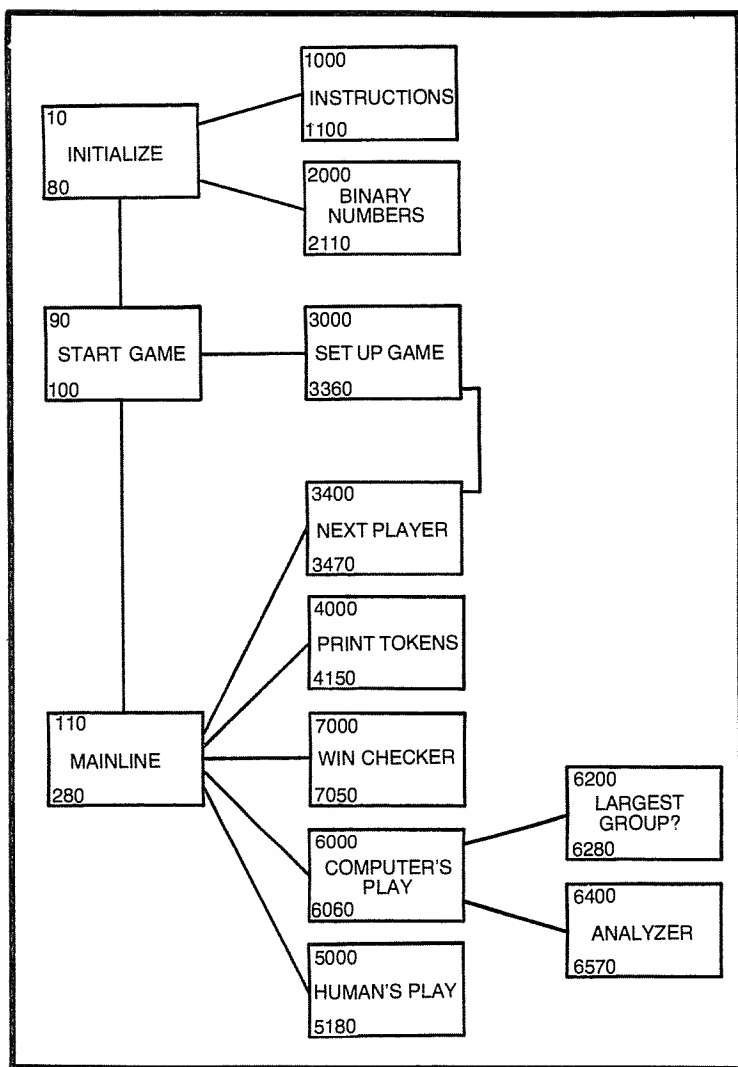 1000
INSTRUCTIONS
1100
10
INITIALIZE
80
2000
BINARY
NUMBERS
2110
90
START GAME
100
3000
SET UP GAME
3360
3400
NEXT PLAYER
3470
4000
PRINT TOKENS
4150
110
MAINLINE
280
7000
WIN CHECKER
7050
6200
LARGEST
GROUP?
6280
6000
COMPUTER'S
PLAY
6060
6400
ANALYZER
6570
5000
HUMAN'S PLAY
5180